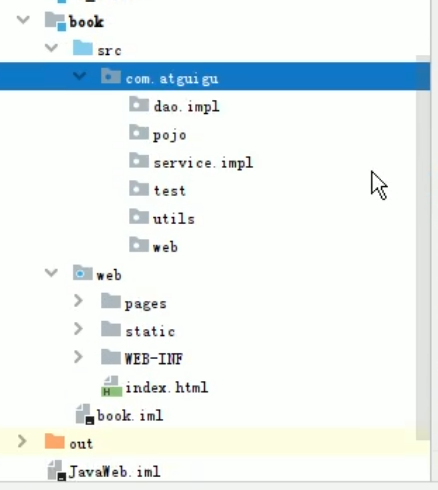 book
src
com.atguigu
dao.impl
pojo
service.impl
test
utils
web
web
pages
static
WEB-INF
index.html
book.iml
out
JavaWeb.iml